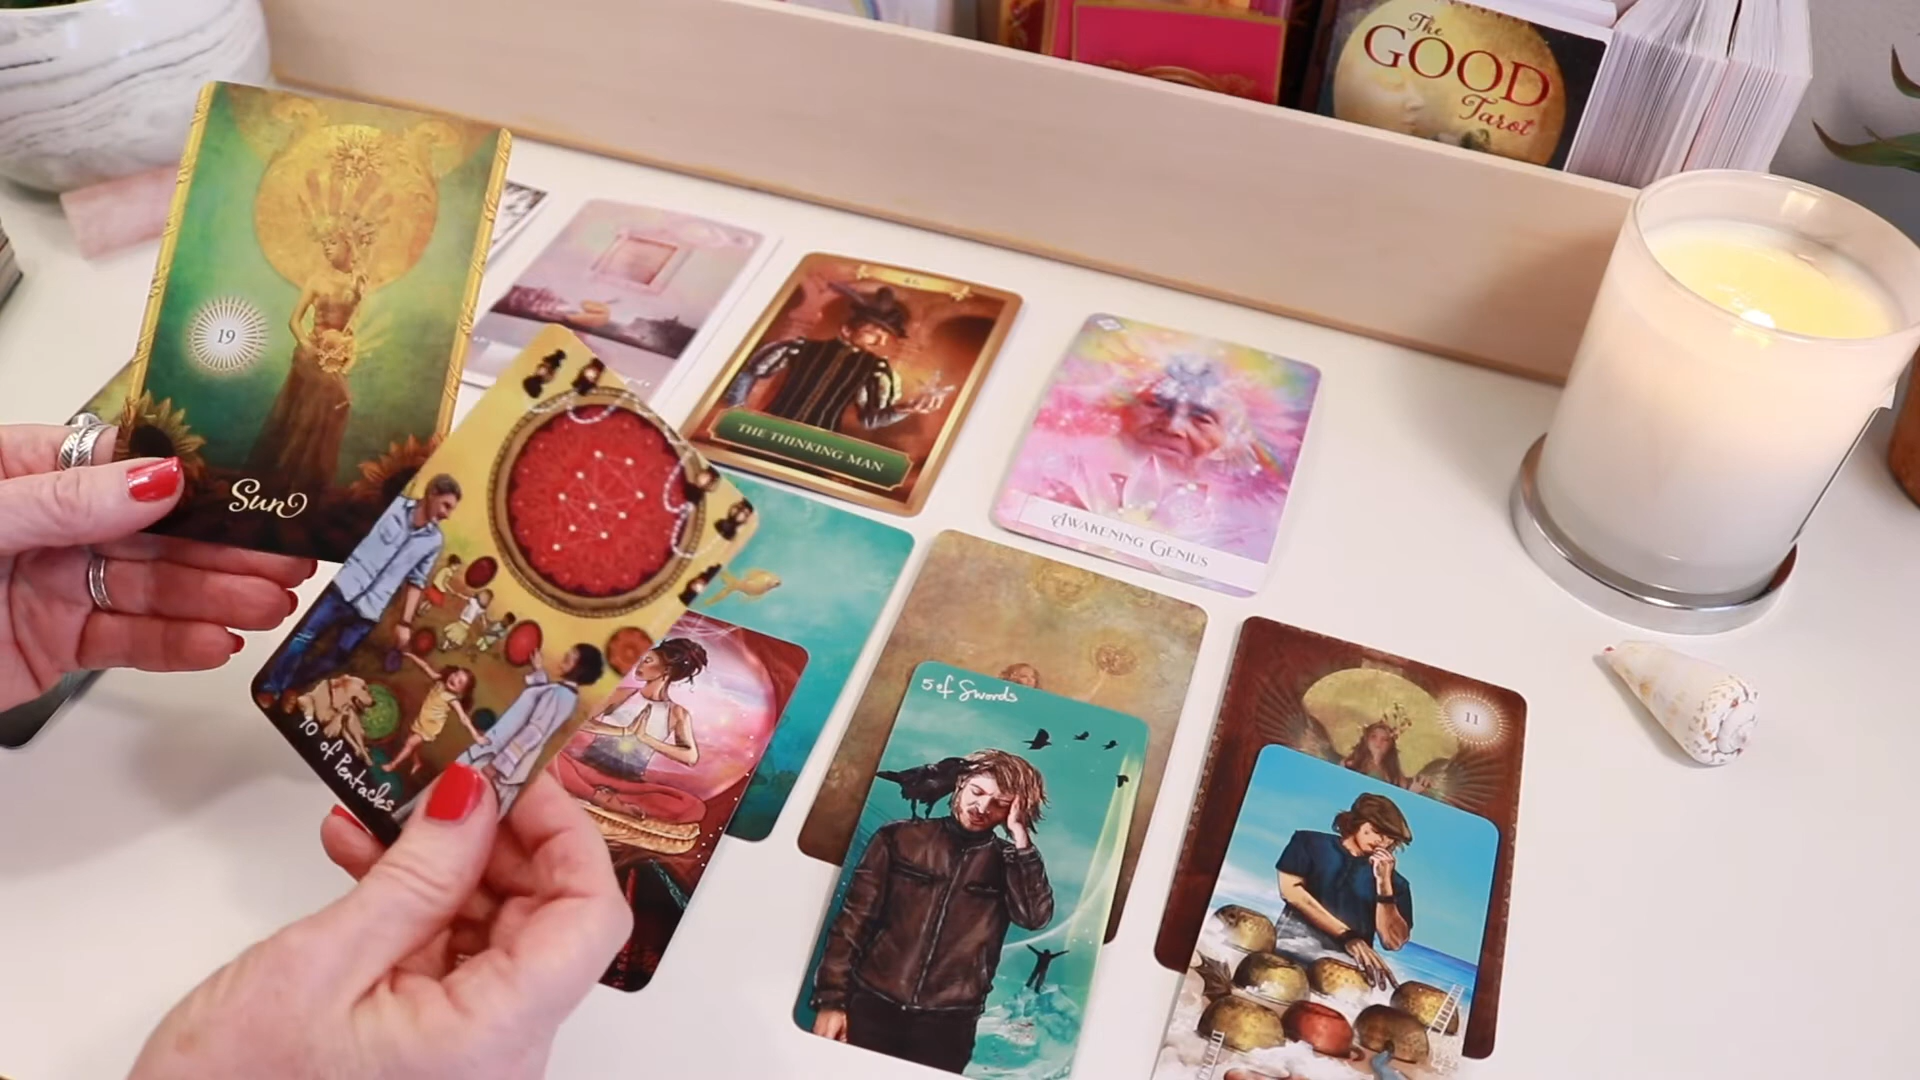 The
GOOD
Tarot
19
Sun
10 of Pentacles
THE THINKING MAN
AWAKENING GENIUS
5 of Swords
11